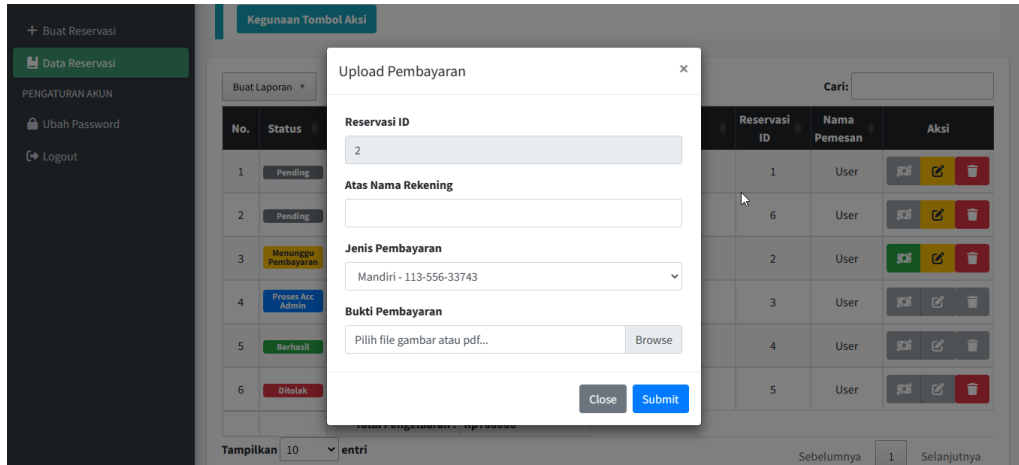 Buat Reservasi
Data Reservasi
PENGATURAN AKUN
Ubah Password
Logout
Kegunaan Tombol Aksi
Buat Laporan
Cari:
No. Status Reservasi ID Nama Pemesan Aksi
1 Pending 1 User
2 Pending 6 User
3 Menunggu Pembayaran 2 User
4 Proses Acc Admin 3 User
5 Berhasil 4 User
6 Ditolak 5 User
Tampilkan 10 entri
Sebelumnya 1 Selanjutnya
Upload Pembayaran ×
Reservasi ID
2
Atas Nama Rekening
Jenis Pembayaran
Mandiri - 113-556-33743
Bukti Pembayaran
Pilih file gambar atau pdf... Browse
Close Submit